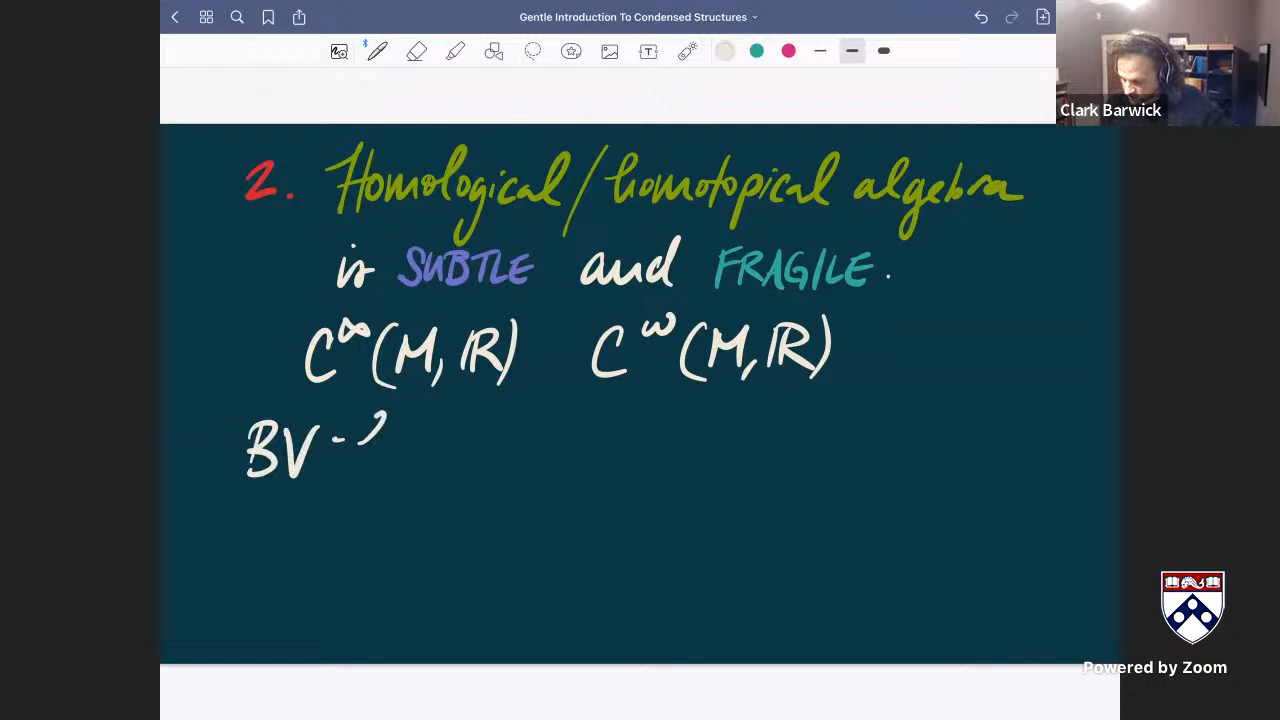 Gentle Introduction To Condensed Structures
Clark Barwick
2. Homological/homotopical algebra
is SUBTLE and FRAGILE.
C^∞(M, ℝ) C^ω(M, ℝ)
BV-
Powered by Zoom